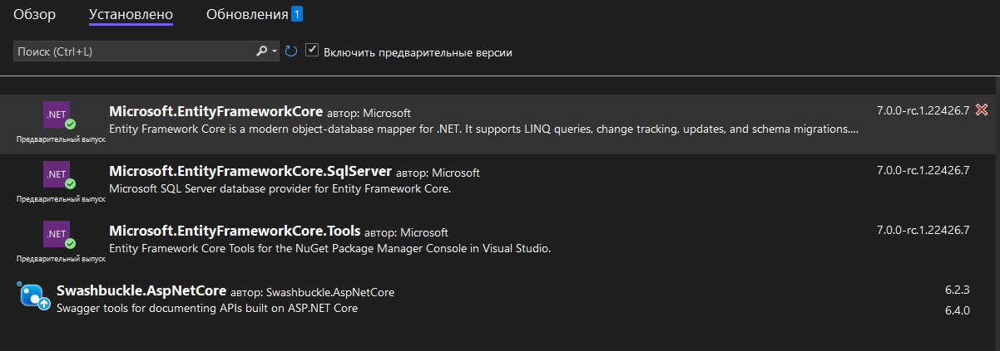 Обзор Установлено Обновления 1
Поиск (Ctrl+L) Включить предварительные версии
.NET Microsoft.EntityFrameworkCore автор: Microsoft 7.0.0-rc.1.22426.7
Entity Framework Core is a modern object-database mapper for .NET. It supports LINQ queries, change tracking, updates, and schema migrations....
Предварительный выпуск
.NET Microsoft.EntityFrameworkCore.SqlServer автор: Microsoft 7.0.0-rc.1.22426.7
Microsoft SQL Server database provider for Entity Framework Core.
Предварительный выпуск
.NET Microsoft.EntityFrameworkCore.Tools автор: Microsoft 7.0.0-rc.1.22426.7
Entity Framework Core Tools for the NuGet Package Manager Console in Visual Studio.
Предварительный выпуск
Swashbuckle.AspNetCore автор: Swashbuckle.AspNetCore 6.2.3
Swagger tools for documenting APIs built on ASP.NET Core 6.4.0